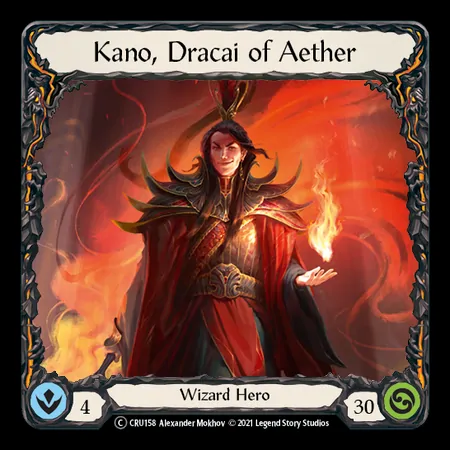 Kano, Dracai of Aether
4
Wizard Hero
30
C CRU158 Alexander Mokhov © 2021 Legend Story Studios